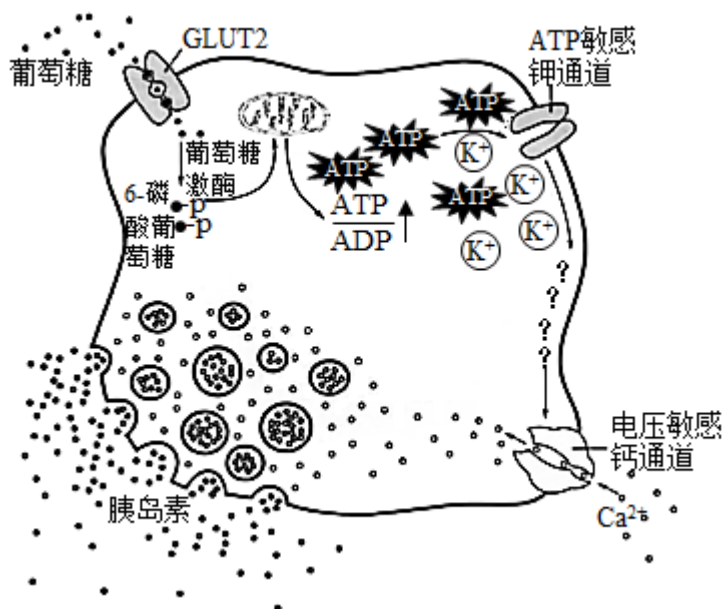 葡萄糖
GLUT2
ATP敏感
钾通道
葡萄糖
激酶
6-磷
酸葡
萄糖
p
p
ATP
ATP
ATP
ATP
K⁺
K⁺
K⁺
K⁺
ATP
ADP
?
?
?
?
电压敏感
钙通道
Ca²⁺
胰岛素